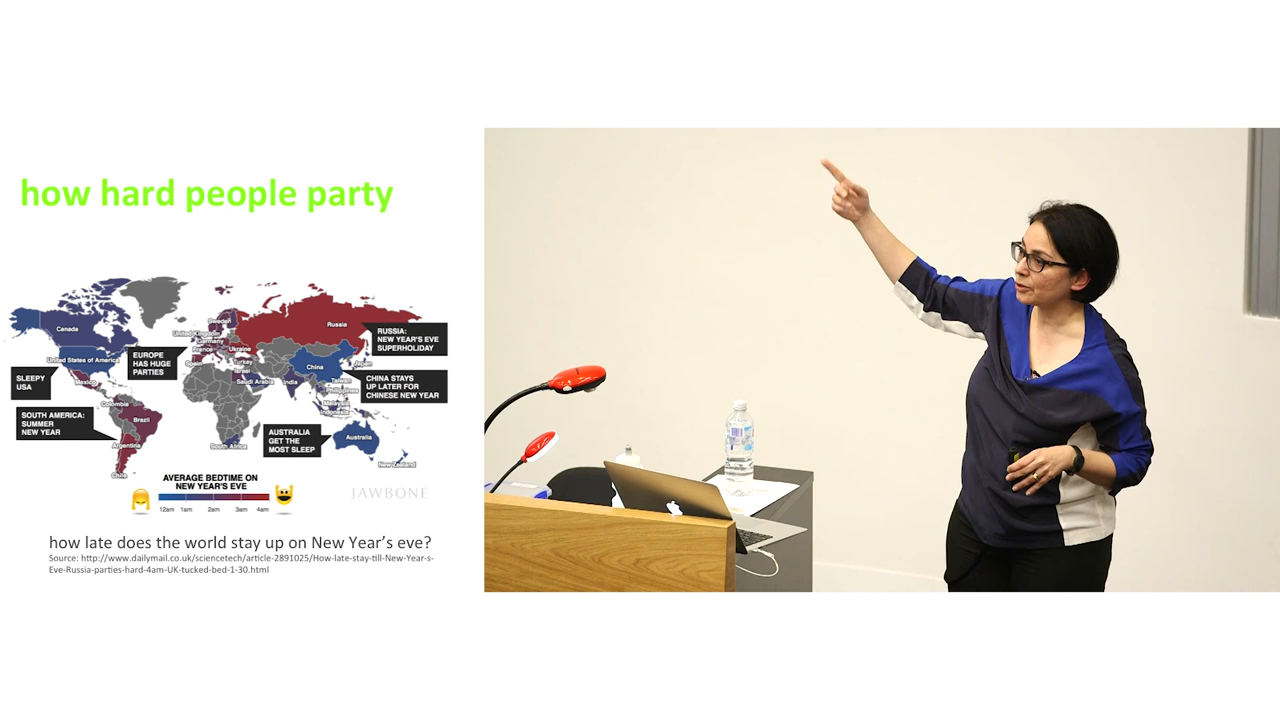 how hard people party
Canada
Russia
Sweden
United Kingdom
Germany
France
Ukraine
Spain
Turkey
Israel
Saudi Arabia
India
China
Japan
Taiwan
Philippines
Malaysia
Indonesia
United States of America
Mexico
Colombia
Brazil
Argentina
Chile
South Africa
Australia
New Zealand
RUSSIA:
NEW YEAR'S EVE
SUPERHOLIDAY
EUROPE
HAS HUGE
PARTIES
SLEEPY
USA
CHINA STAYS
UP LATER FOR
CHINESE NEW YEAR
SOUTH AMERICA:
SUMMER
NEW YEAR
AUSTRALIA
GET THE
MOST SLEEP
AVERAGE BEDTIME ON
NEW YEAR'S EVE
12am 1am 2am 3am 4am
JAWBONE
how late does the world stay up on New Year's eve?
Source: http://www.dailymail.co.uk/sciencetech/article-2891025/How-late-stay-till-New-Year-s-
Eve-Russia-parties-hard-4am-UK-tucked-bed-1-30.html